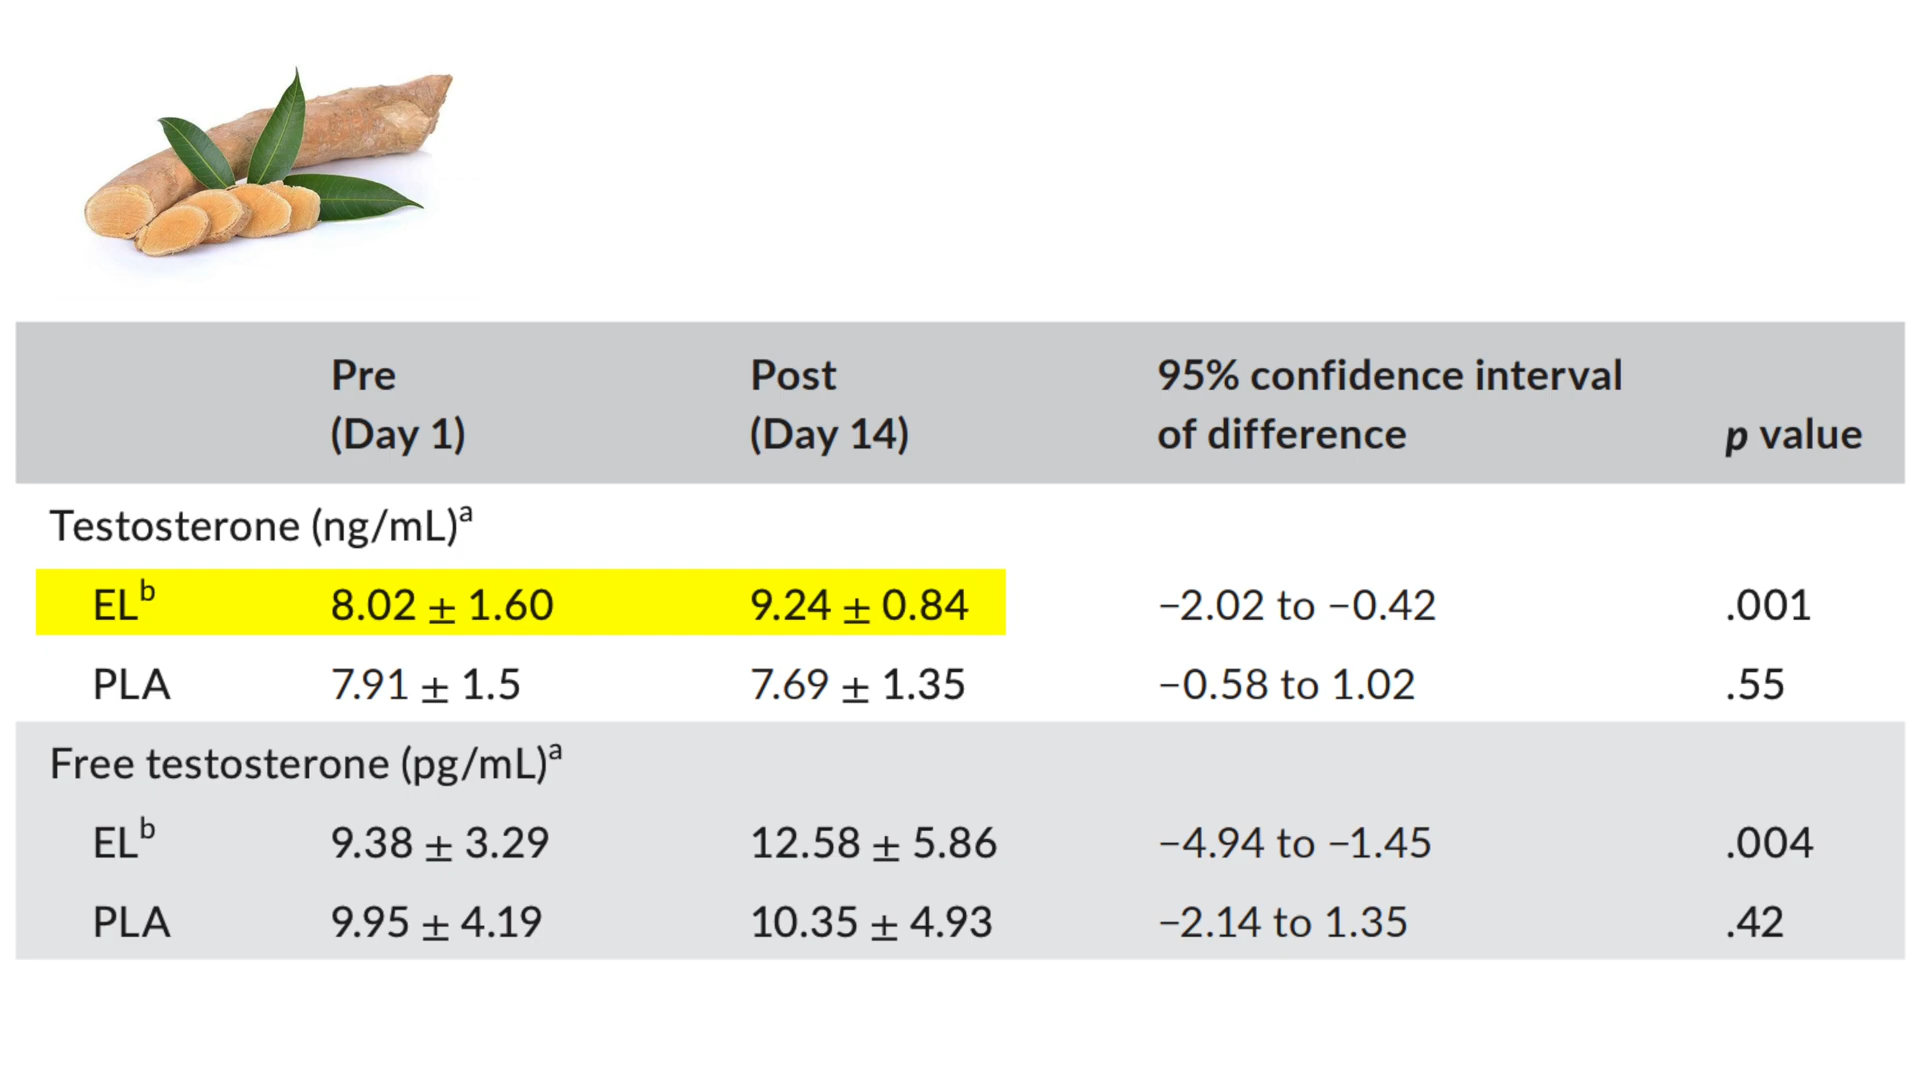 Pre Post 95% confidence interval
(Day 1) (Day 14) of difference p value
Testosterone (ng/mL)a
ELb 8.02 ± 1.60 9.24 ± 0.84 −2.02 to −0.42 .001
PLA 7.91 ± 1.5 7.69 ± 1.35 −0.58 to 1.02 .55
Free testosterone (pg/mL)a
ELb 9.38 ± 3.29 12.58 ± 5.86 −4.94 to −1.45 .004
PLA 9.95 ± 4.19 10.35 ± 4.93 −2.14 to 1.35 .42